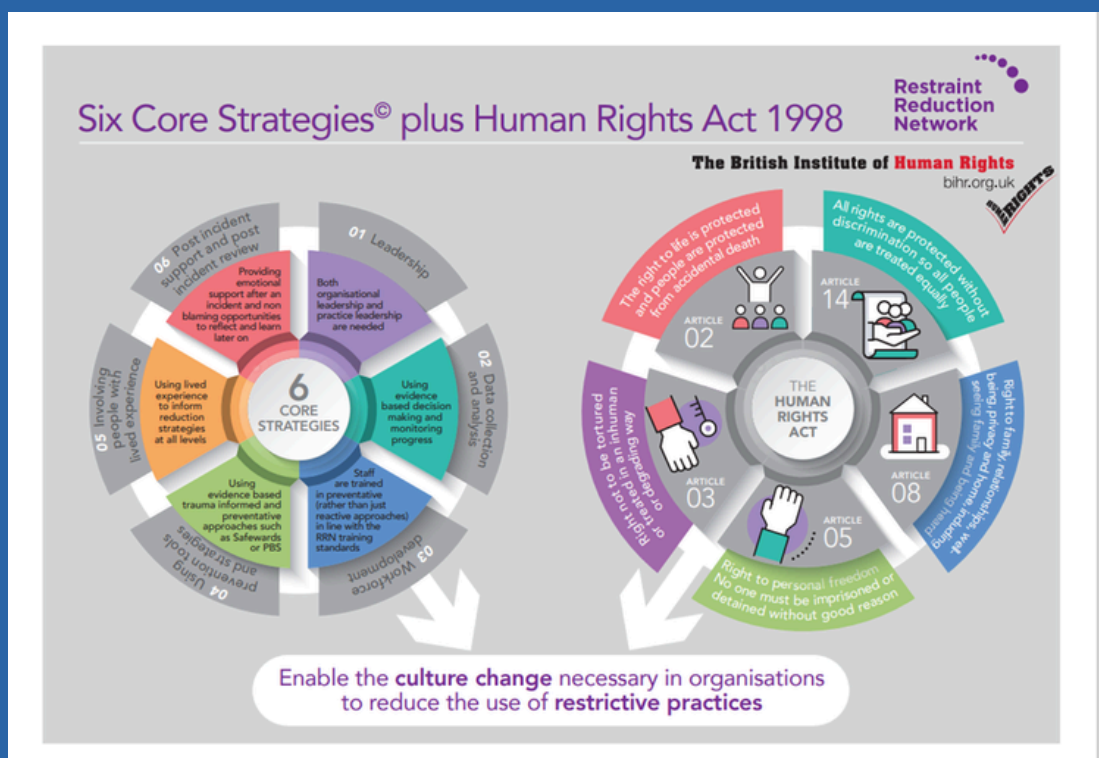 Six Core Strategies© plus Human Rights Act 1998
Restraint
Reduction
Network
The British Institute of Human Rights
bihr.org.uk
HUMAN
RIGHTS
6
CORE
STRATEGIES
01 Leadership
Both
organisational
leadership and
practice leadership
are needed
02 Data collection
and analysis
Using
evidence
based decision
making and
monitoring
progress
03 Workforce
development
Staff
are trained
in preventative
(rather than just
reactive approaches)
in line with the
RRN training
standards
04 Using
prevention tools
and strategies
Using
evidence based
trauma informed and
preventative
approaches such
as Safewards
or PBS
05 Involving
people with
lived experience
Using lived
experience to
inform
reduction
strategies
at all levels
06 Post incident
support and post
incident review
Providing
emotional
support after an
incident and non
blaming opportunities
to reflect and learn
later on
THE
HUMAN
RIGHTS
ACT
The right to life is protected
and people are protected
from accidental death
ARTICLE
02
All rights are protected without
discrimination so all people
are treated equally
ARTICLE
14
Right to family, relationships, well-
being, privacy and home, including
seeing family and being heard
ARTICLE
08
Right to personal freedom
No one must be imprisoned or
detained without good reason
ARTICLE
05
Right not to be tortured
or treated in an inhuman
or degrading way
ARTICLE
03
Enable the culture change necessary in organisations
to reduce the use of restrictive practices